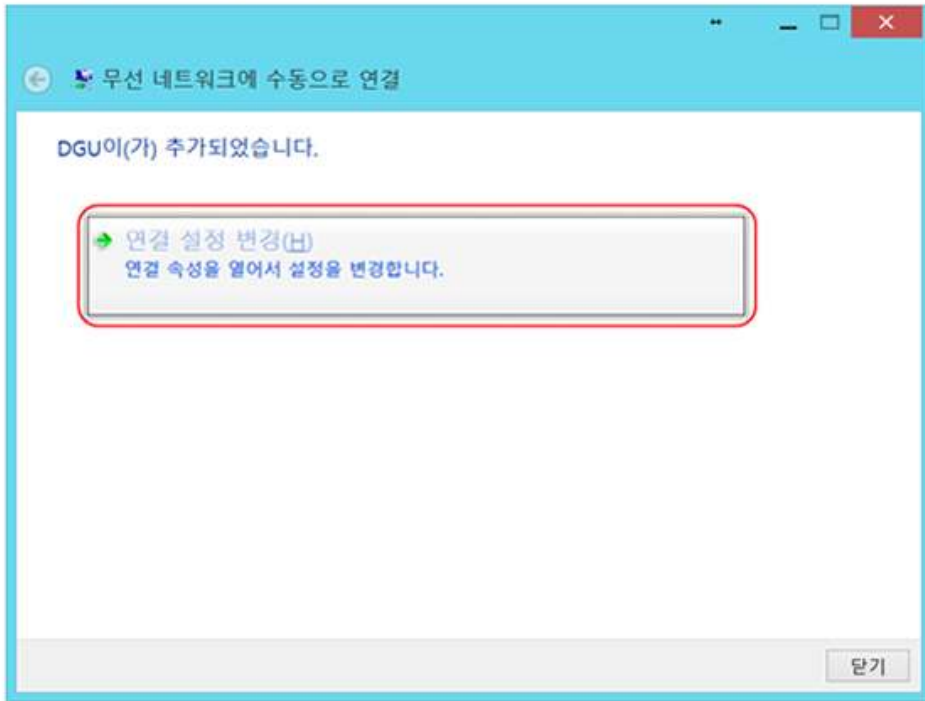 무선 네트워크에 수동으로 연결
DGU이(가) 추가되었습니다.
연결 설정 변경(H)
연결 속성을 열어서 설정을 변경합니다.
닫기